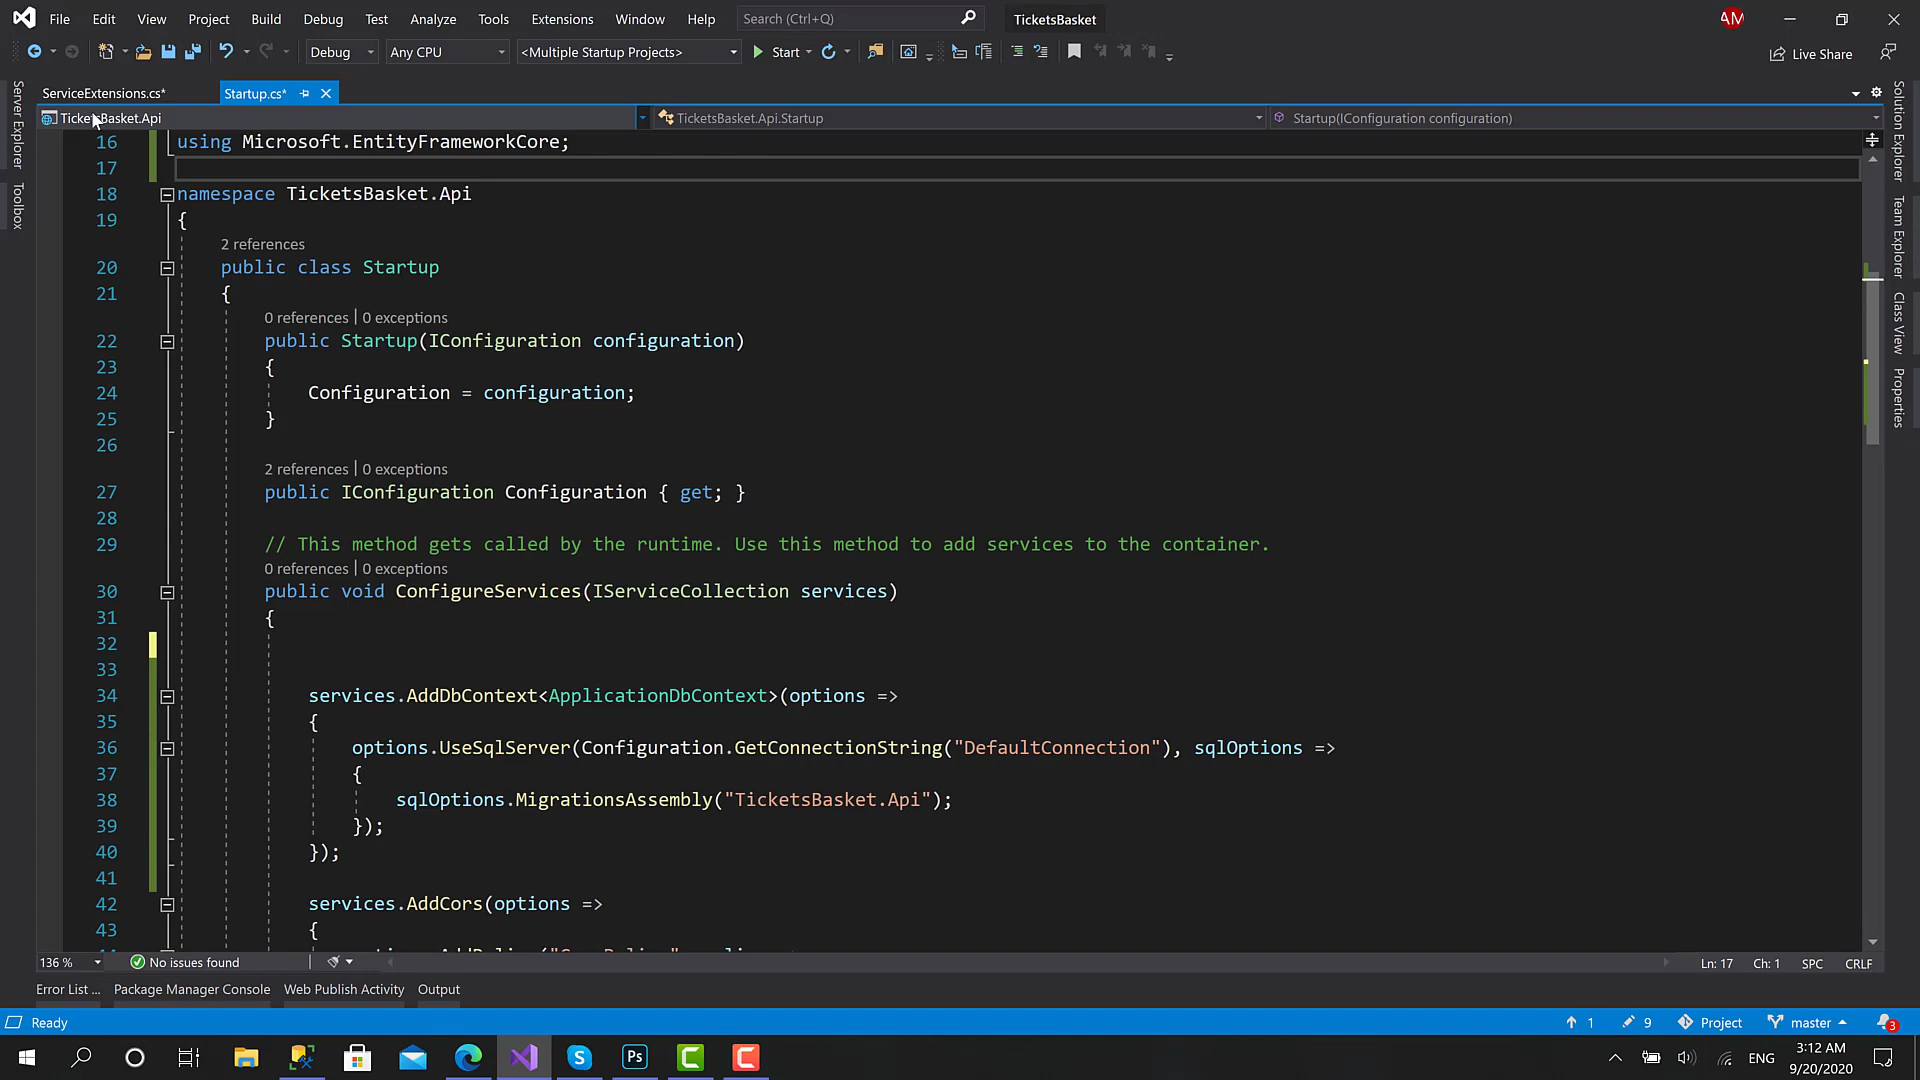 File Edit View Project Build Debug Test Analyze Tools Extensions Window Help Search (Ctrl+Q) TicketsBasket AM
Debug Any CPU <Multiple Startup Projects> Start Live Share
ServiceExtensions.cs* Startup.cs*
TicketsBasket.Api TicketsBasket.Api.Startup Startup(IConfiguration configuration)
Server Explorer
Toolbox
16 using Microsoft.EntityFrameworkCore;
17
18 namespace TicketsBasket.Api
19 {
2 references
20 public class Startup
21 {
0 references | 0 exceptions
22 public Startup(IConfiguration configuration)
23 {
24 Configuration = configuration;
25 }
26
2 references | 0 exceptions
27 public IConfiguration Configuration { get; }
28
29 // This method gets called by the runtime. Use this method to add services to the container.
0 references | 0 exceptions
30 public void ConfigureServices(IServiceCollection services)
31 {
32
33
34 services.AddDbContext<ApplicationDbContext>(options =>
35 {
36 options.UseSqlServer(Configuration.GetConnectionString("DefaultConnection"), sqlOptions =>
37 {
38 sqlOptions.MigrationsAssembly("TicketsBasket.Api");
39 });
40 });
41
42 services.AddCors(options =>
43 {
Solution Explorer
Team Explorer
Class View
Properties
136 % No issues found Ln: 17 Ch: 1 SPC CRLF
Error List ... Package Manager Console Web Publish Activity Output
Ready 1 9 Project master 3
Ps ENG 3:12 AM
9/20/2020